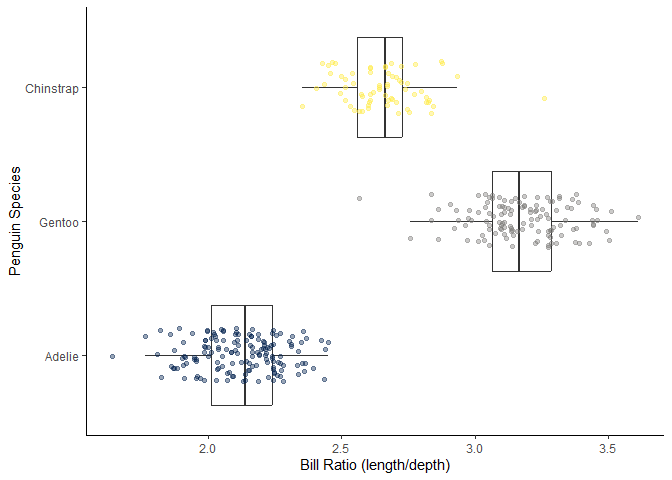 Penguin Species
Chinstrap
Gentoo
Adelie
2.0 2.5 3.0 3.5
Bill Ratio (length/depth)